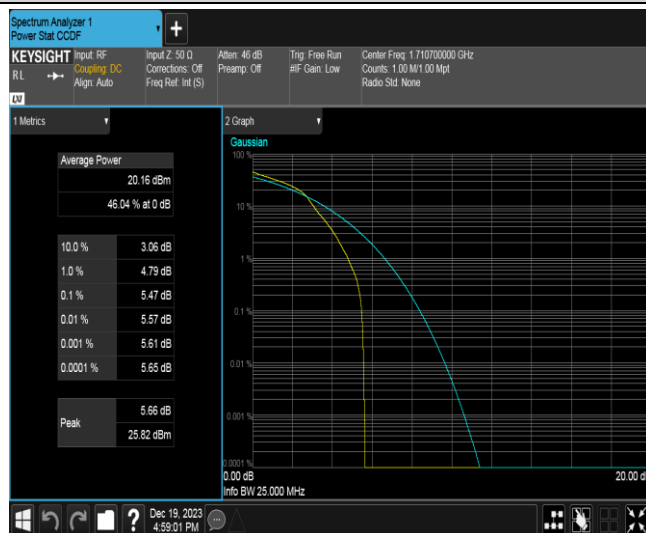 Spectrum Analyzer 1
Power Stat CCDF
+
KEYSIGHT Input: RF Input Z: 50 Ω Atten: 46 dB Trig: Free Run Center Freq: 1.710700000 GHz
RL Coupling: DC Corrections: Off Preamp: Off #IF Gain: Low Counts: 1.00 M/1.00 Mpt
Align: Auto Freq Ref: Int (S) Radio Std: None
LXI
1 Metrics
2 Graph
Average Power
20.16 dBm
46.04 % at 0 dB
10.0 % 3.06 dB
1.0 % 4.79 dB
0.1 % 5.47 dB
0.01 % 5.57 dB
0.001 % 5.61 dB
0.0001 % 5.65 dB
Peak
5.66 dB
25.82 dBm
Gaussian
100 %
10 %
1 %
0.1 %
0.01 %
0.001 %
0.0001 %
0.00 dB 20.00 d
Info BW 25.000 MHz
? Dec 19, 2023
4:59:01 PM